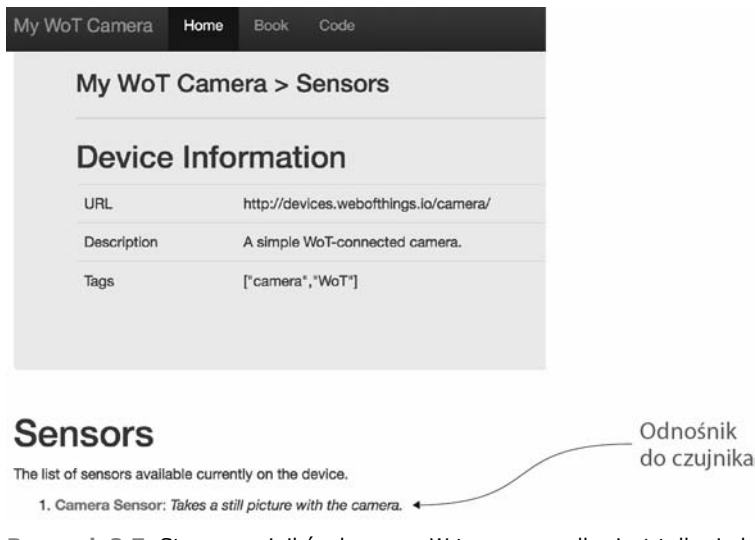 My WoT Camera Home Book Code
My WoT Camera > Sensors
Device Information
URL http://devices.webofthings.io/camera/
Description A simple WoT-connected camera.
Tags ["camera","WoT"]
Sensors
The list of sensors available currently on the device.
1. Camera Sensor: Takes a still picture with the camera.
Odnośnik
do czujnika